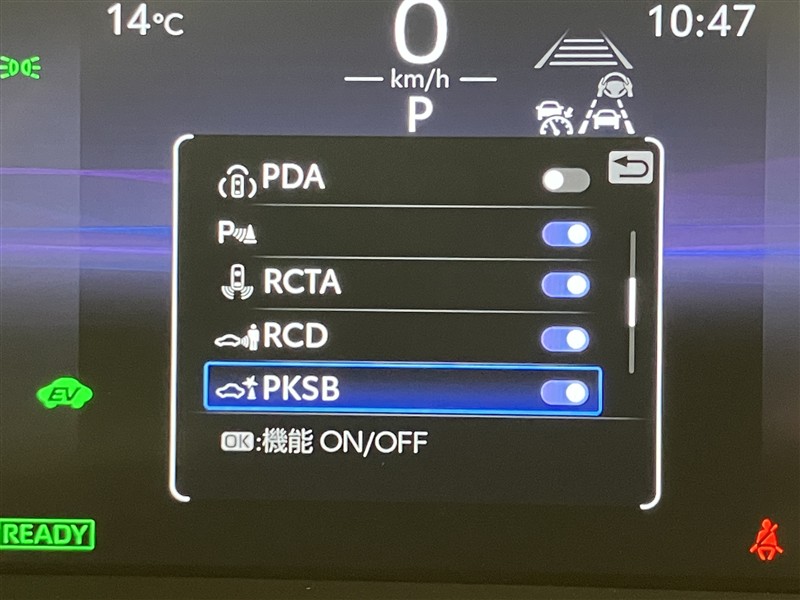 14°C
0
10:47
km/h
P
PDA
P
RCTA
RCD
PKSB
OK:機能 ON/OFF
EV
READY